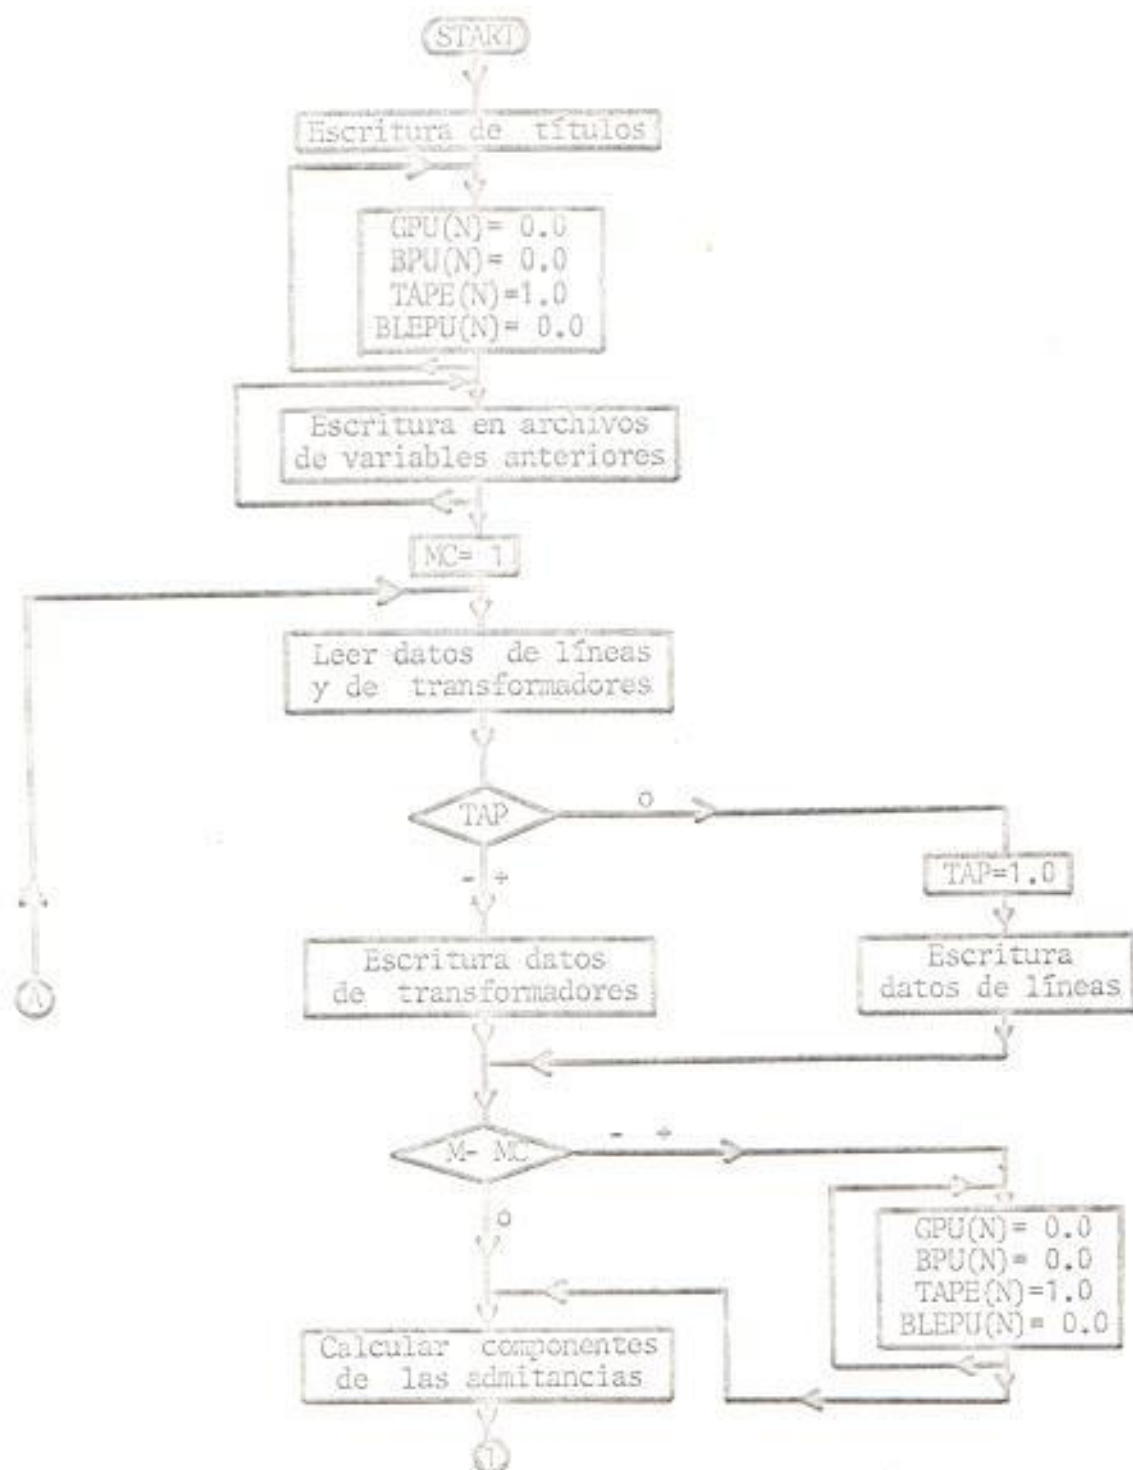 START
Escritura de títulos
GPU(N)= 0.0
BPU(N)= 0.0
TAPE(N)=1.0
BLEPU(N)= 0.0
Escritura en archivos
de variables anteriores
MC= 1
Leer datos de líneas
y de transformadores
TAP
o
- +
TAP=1.0
Escritura datos
de transformadores
Escritura
datos de líneas
A
M- MC
- +
o
GPU(N)= 0.0
BPU(N)= 0.0
TAPE(N)=1.0
BLEPU(N)= 0.0
Calcular componentes
de las admitancias
1